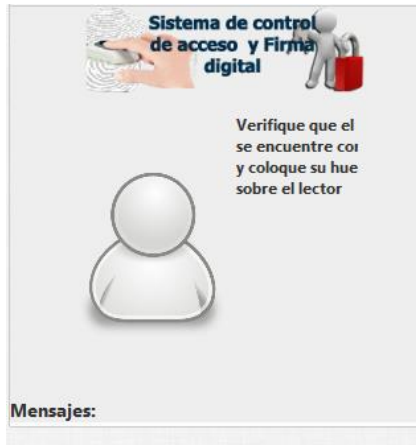 Sistema de control
de acceso y Firma
digital
Verifique que el
se encuentre
y coloque su
sobre el lector
Mensajes: